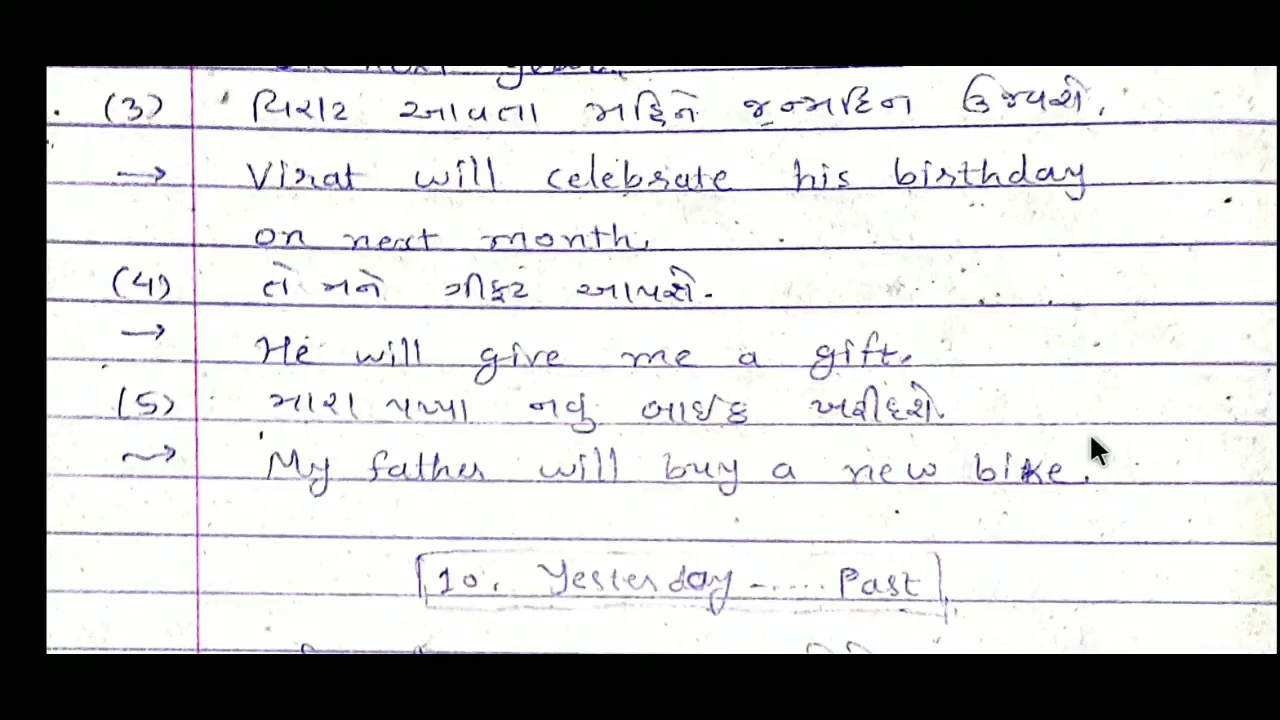 (3) વિરાટ આવતા મહિને જન્મદિન ઉજવશે.
→ Virat will celebrate his birthday
on next month.
(4) તે મને ગીફટ આપશે.
→ He will give me a gift.
(5) મારા પપ્પા નવું બાઈક ખરીદશે.
→ My father will buy a new bike.
10. Yesterday ...... Past